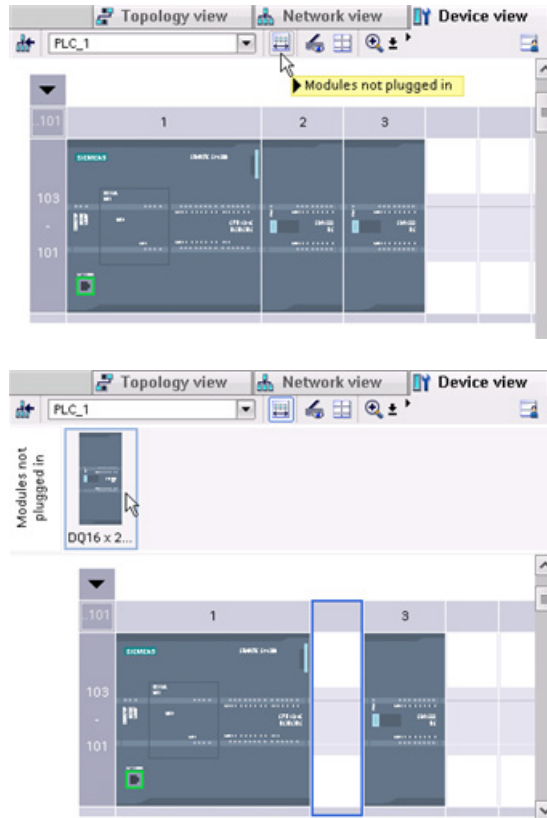 Topology view Network view Device view
PLC_1
Modules not plugged in
..101 1 2 3
SIEMENS
103
-
101
Topology view Network view Device view
PLC_1
Modules not
plugged in
DQ16 x 2...
..101 1 3
SIEMENS
103
-
101